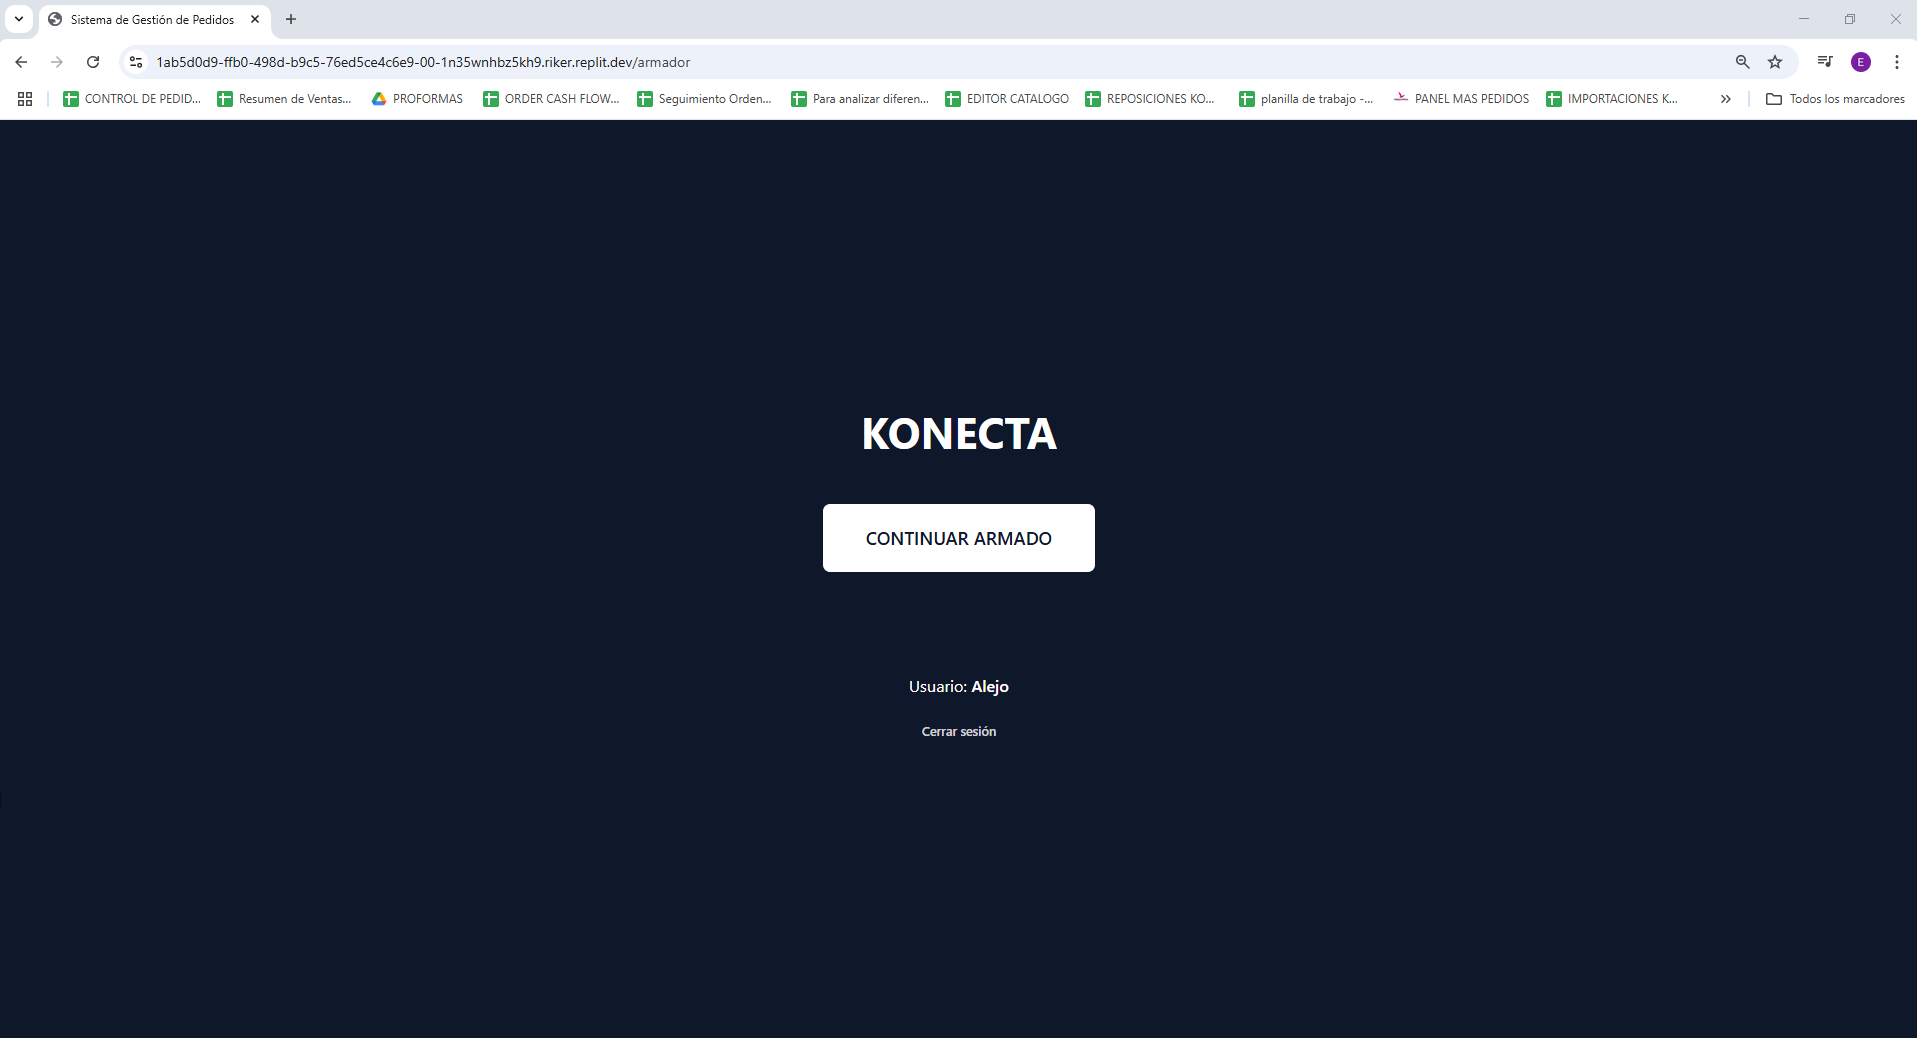 Sistema de Gestión de Pedidos
1ab5d0d9-ffb0-498d-b9c5-76ed5ce4c6e9-00-1n35wnhbz5kh9.riker.replit.dev/armador
E
CONTROL DE PEDID...
Resumen de Ventas...
PROFORMAS
ORDER CASH FLOW...
Seguimiento Orden...
Para analizar diferen...
EDITOR CATALOGO
REPOSICIONES KO...
planilla de trabajo -...
PANEL MAS PEDIDOS
IMPORTACIONES K...
Todos los marcadores
KONECTA
CONTINUAR ARMADO
Usuario: Alejo
Cerrar sesión